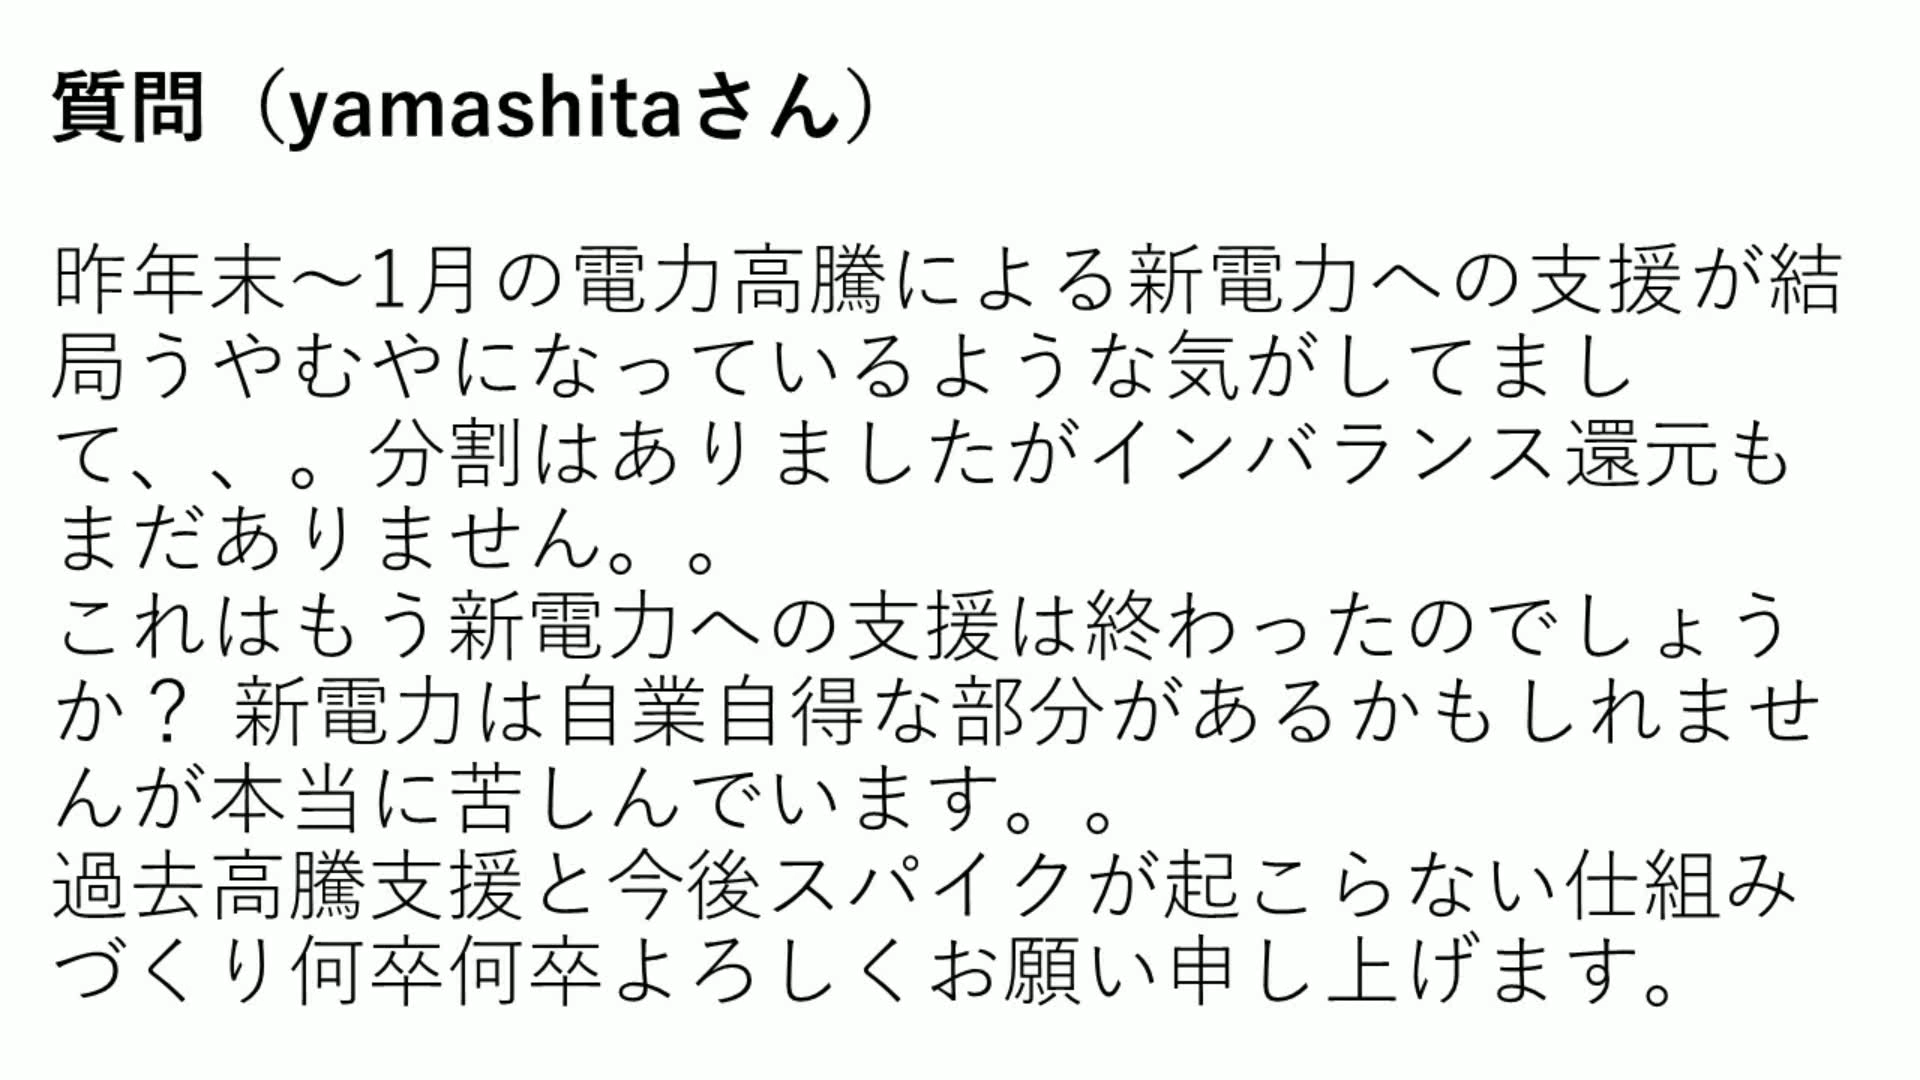 質問（yamashitaさん）
昨年末～1月の電力高騰による新電力への支援が結
局うやむやになっているような気がしてまし
て、、。分割はありましたがインバランス還元も
まだありません。。
これはもう新電力への支援は終わったのでしょう
か？ 新電力は自業自得な部分があるかもしれませ
んが本当に苦しんでいます。。
過去高騰支援と今後スパイクが起こらない仕組み
づくり何卒何卒よろしくお願い申し上げます。